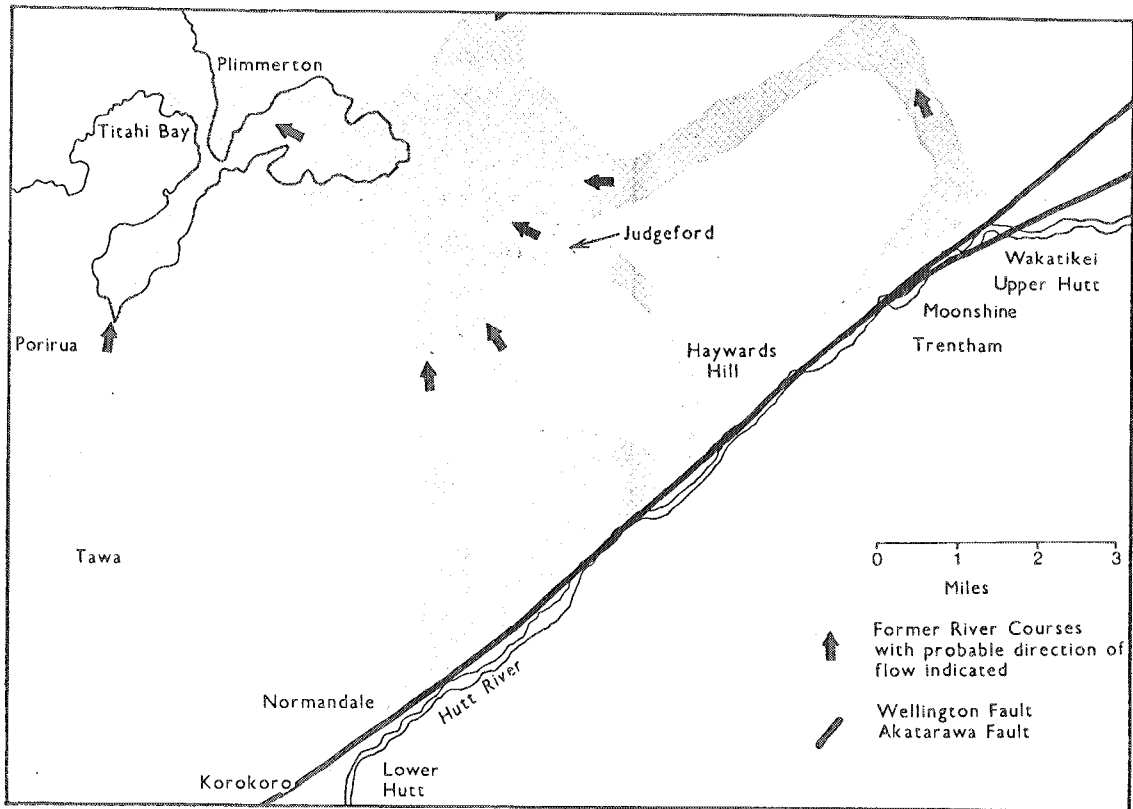 Plimmerton
Titahi Bay
Judgeford
Wakatikei
Upper Hutt
Moonshine
Porirua
Trentham
Haywards
Hill
Tawa
0 1 2 3
Miles
Former River Courses
with probable direction of
flow indicated
Normandale
Hutt River
Wellington Fault
Akatarawa Fault
Korokoro
Lower
Hutt